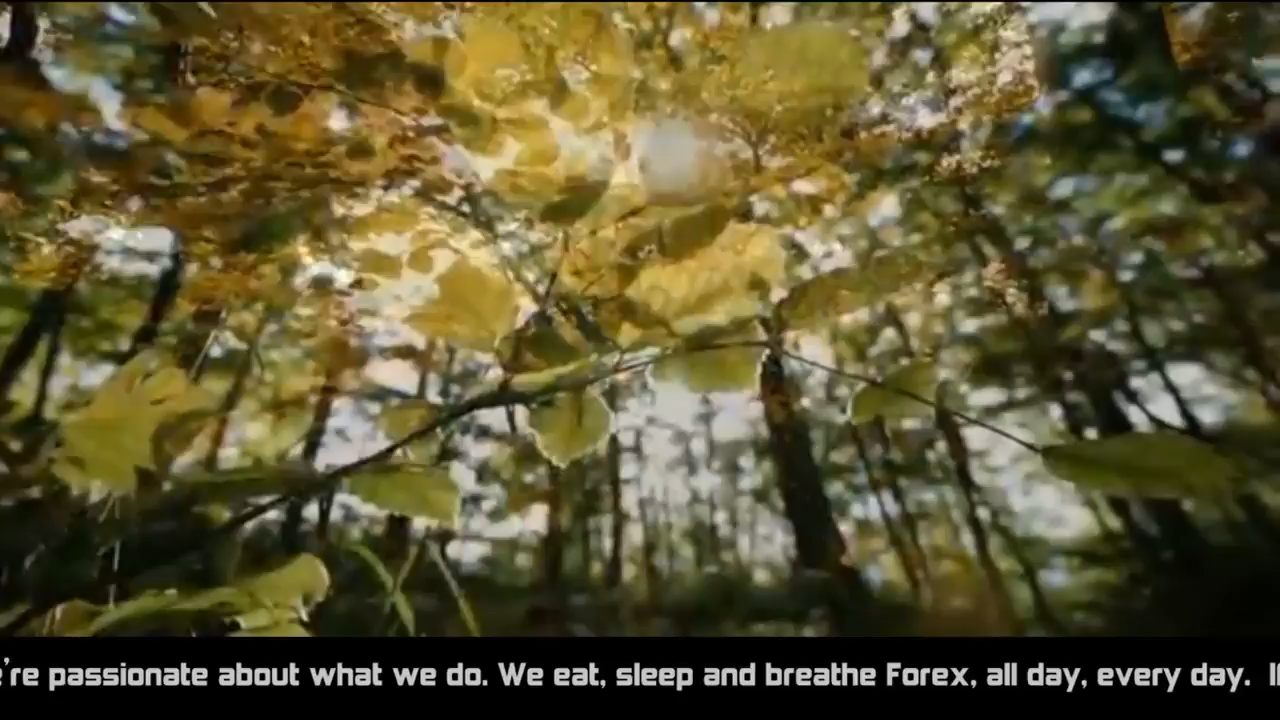 're passionate about what we do. We eat, sleep and breathe Forex, all day, every day.